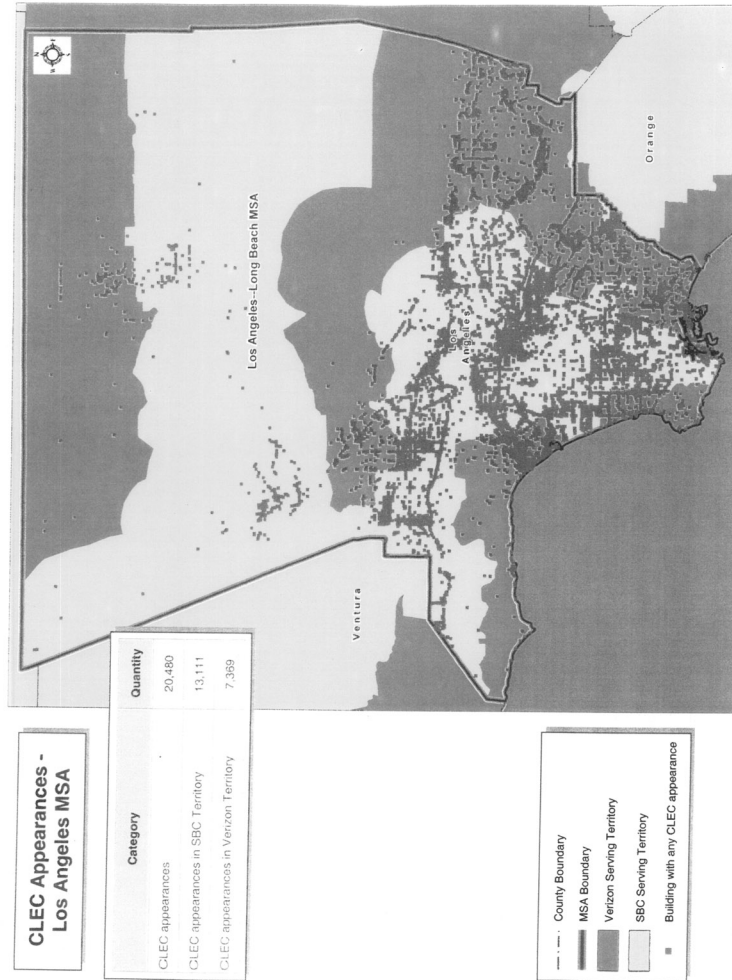 CLEC Appearances -
Los Angeles MSA
Category Quantity
CLEC appearances 20,480
CLEC appearances in SBC Territory 13,111
CLEC appearances in Verizon Territory 7,369
County Boundary
MSA Boundary
Verizon Serving Territory
SBC Serving Territory
Building with any CLEC appearance
N
W
E
S
Los Angeles--Long Beach MSA
Ventura
Los
Angeles
Orange